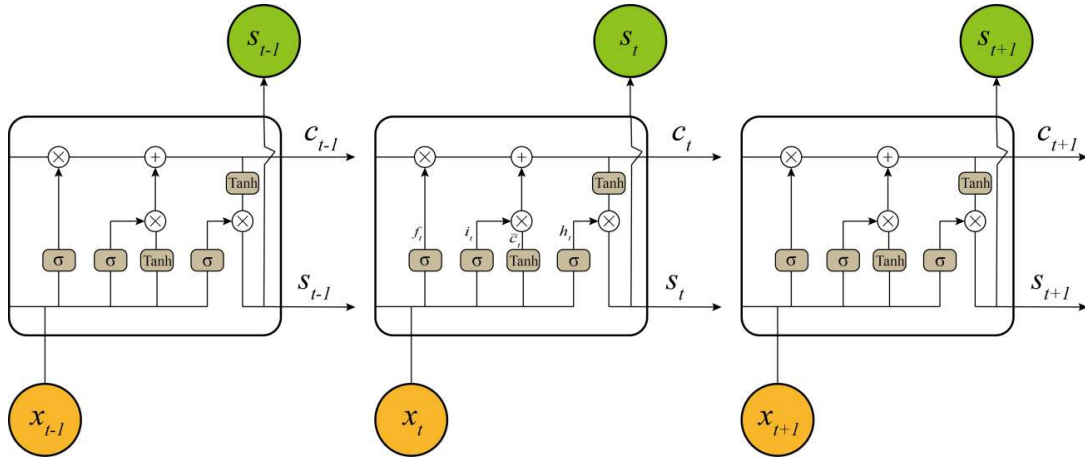 s_{t-1} s_t s_{t+1}
c_{t-1} c_t c_{t+1}
× + × + × +
Tanh Tanh Tanh
× × × × × ×
f_t i_t c̃_t h_t
σ σ Tanh σ σ σ Tanh σ σ σ Tanh σ
s_{t-1} s_t s_{t+1}
x_{t-1} x_t x_{t+1}